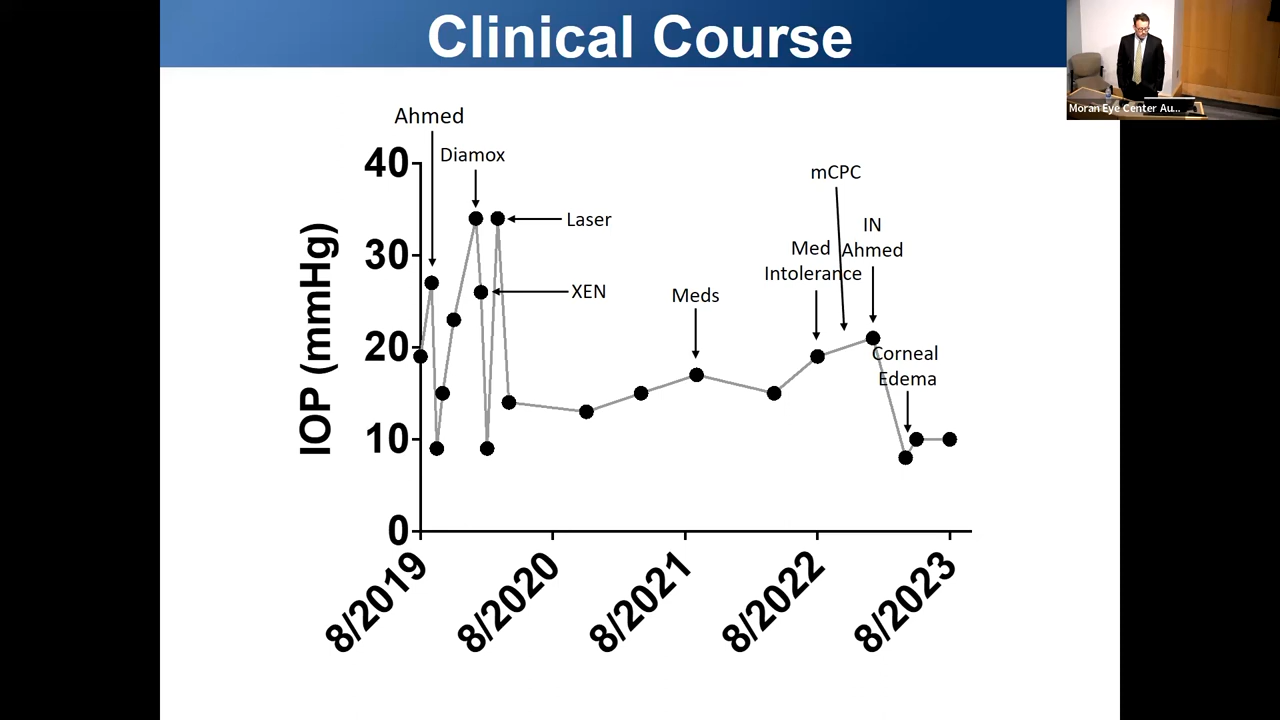 Clinical Course
Moran Eye Center Au...
Ahmed
Diamox
Laser
XEN
Meds
mCPC
Med
Intolerance
IN
Ahmed
Corneal
Edema
IOP (mmHg)
40
30
20
10
0
8/2019
8/2020
8/2021
8/2022
8/2023